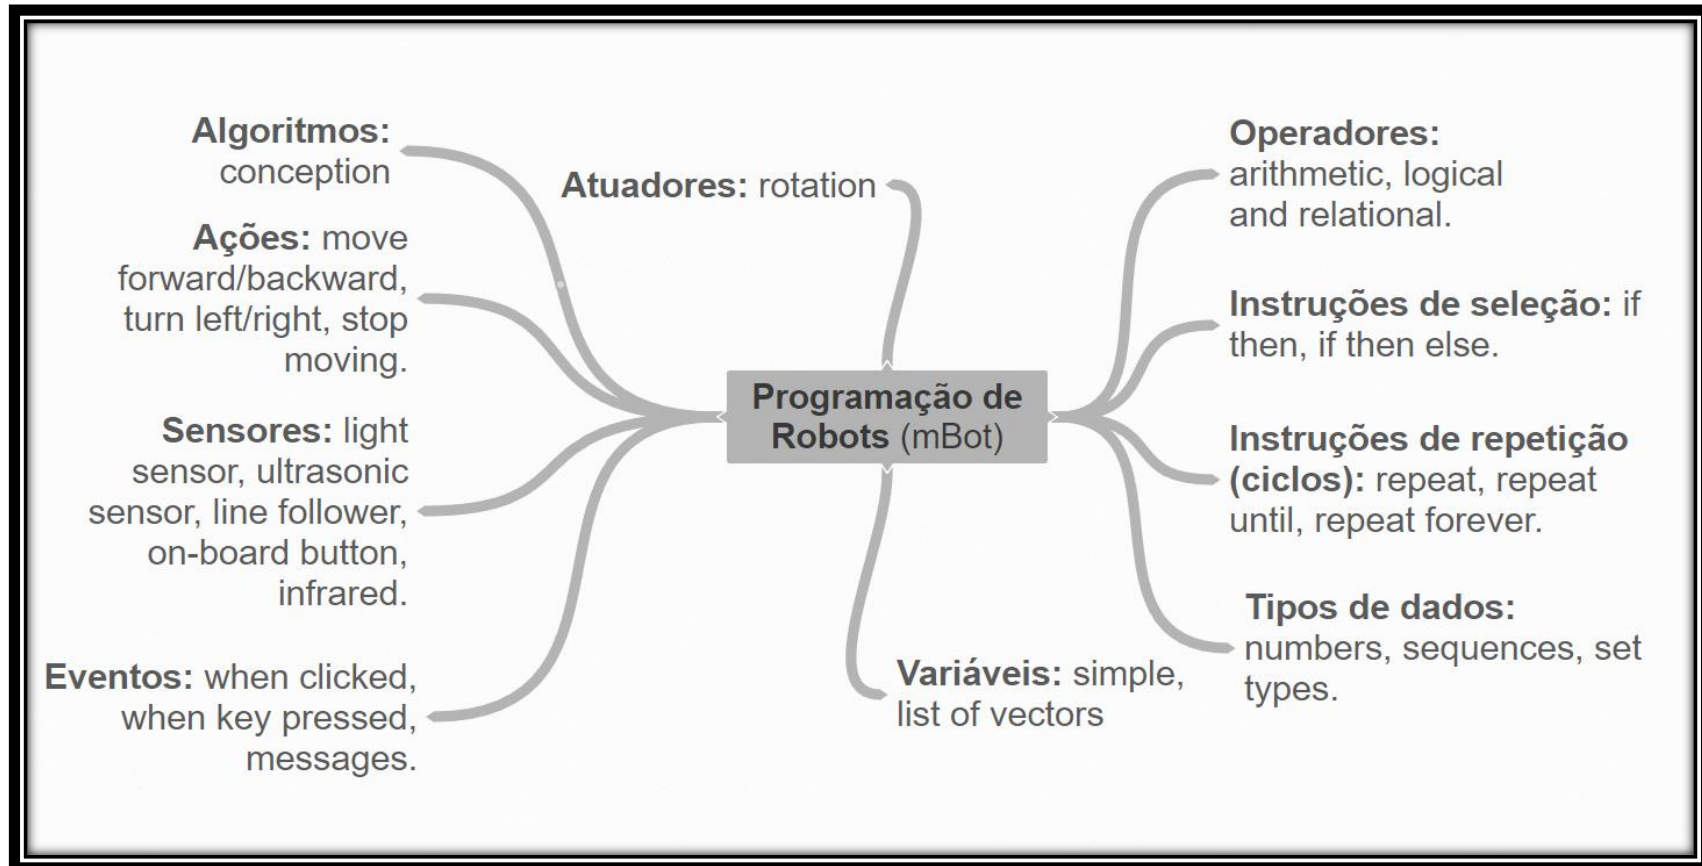 Algoritmos:
conception
Ações: move
forward/backward,
turn left/right, stop
moving.
Sensores: light
sensor, ultrasonic
sensor, line follower,
on-board button,
infrared.
Eventos: when clicked,
when key pressed,
messages.
Atuadores: rotation
Programação de
Robots (mBot)
Variáveis: simple,
list of vectors
Operadores:
arithmetic, logical
and relational.
Instruções de seleção: if
then, if then else.
Instruções de repetição
(ciclos): repeat, repeat
until, repeat forever.
Tipos de dados:
numbers, sequences, set
types.